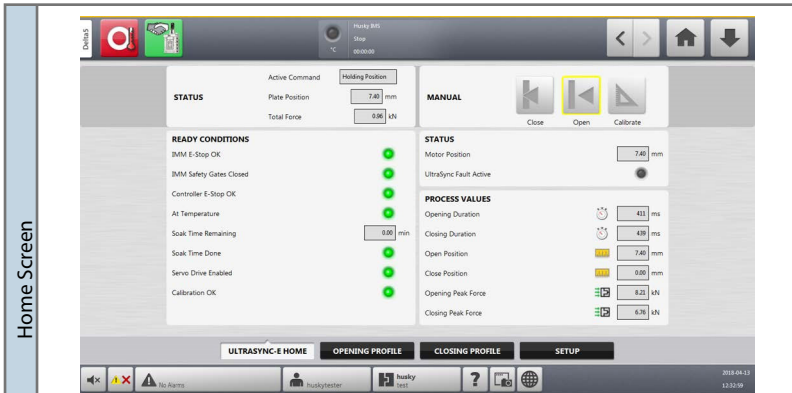 Home Screen
Delta5
Husky BitS
Stop
°C 00:00:00
STATUS
Active Command Holding Position
Plate Position 7.40 mm
Total Force 0.96 kN
MANUAL
Close Open Calibrate
READY CONDITIONS
IMM E-Stop OK
IMM Safety Gates Closed
Controller E-Stop OK
At Temperature
Soak Time Remaining 0.00 min
Soak Time Done
Servo Drive Enabled
Calibration OK
STATUS
Motor Position 7.40 mm
UltraSync Fault Active
PROCESS VALUES
Opening Duration 411 ms
Closing Duration 439 ms
Open Position 7.40 mm
Close Position 0.00 mm
Opening Peak Force 8.21 kN
Closing Peak Force 6.76 kN
ULTRASYNC-E HOME OPENING PROFILE CLOSING PROFILE SETUP
No Alarms
huskytester
husky
test
?
2018-04-13
12:32:59